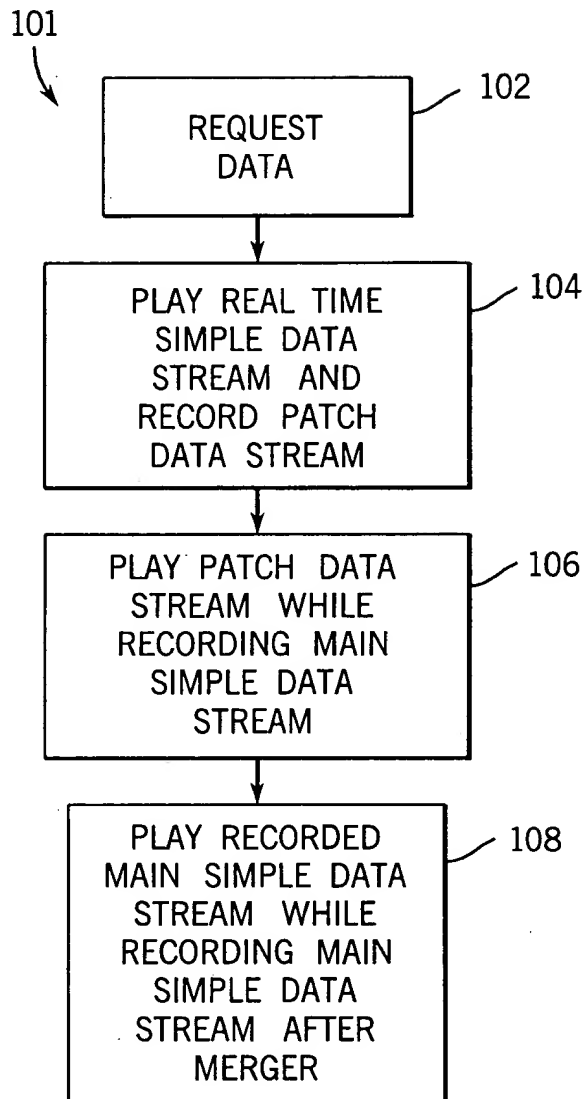 101
102
REQUEST
DATA
104
PLAY REAL TIME
SIMPLE DATA
STREAM AND
RECORD PATCH
DATA STREAM
106
PLAY PATCH DATA
STREAM WHILE
RECORDING MAIN
SIMPLE DATA
STREAM
108
PLAY RECORDED
MAIN SIMPLE DATA
STREAM WHILE
RECORDING MAIN
SIMPLE DATA
STREAM AFTER
MERGER